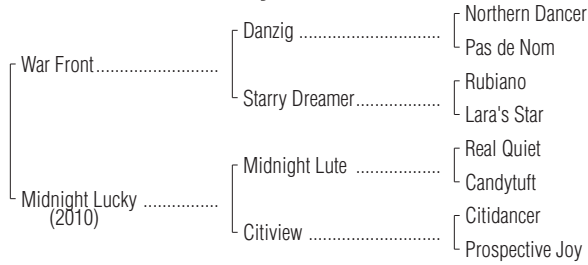 Northern Dancer
Danzig ..............................
Pas de Nom
War Front..........................
Rubiano
Starry Dreamer..................
Lara's Star
Real Quiet
Midnight Lute ..................
Candytuft
Midnight Lucky ................
(2010)
Citidancer
Citiview ............................
Prospective Joy